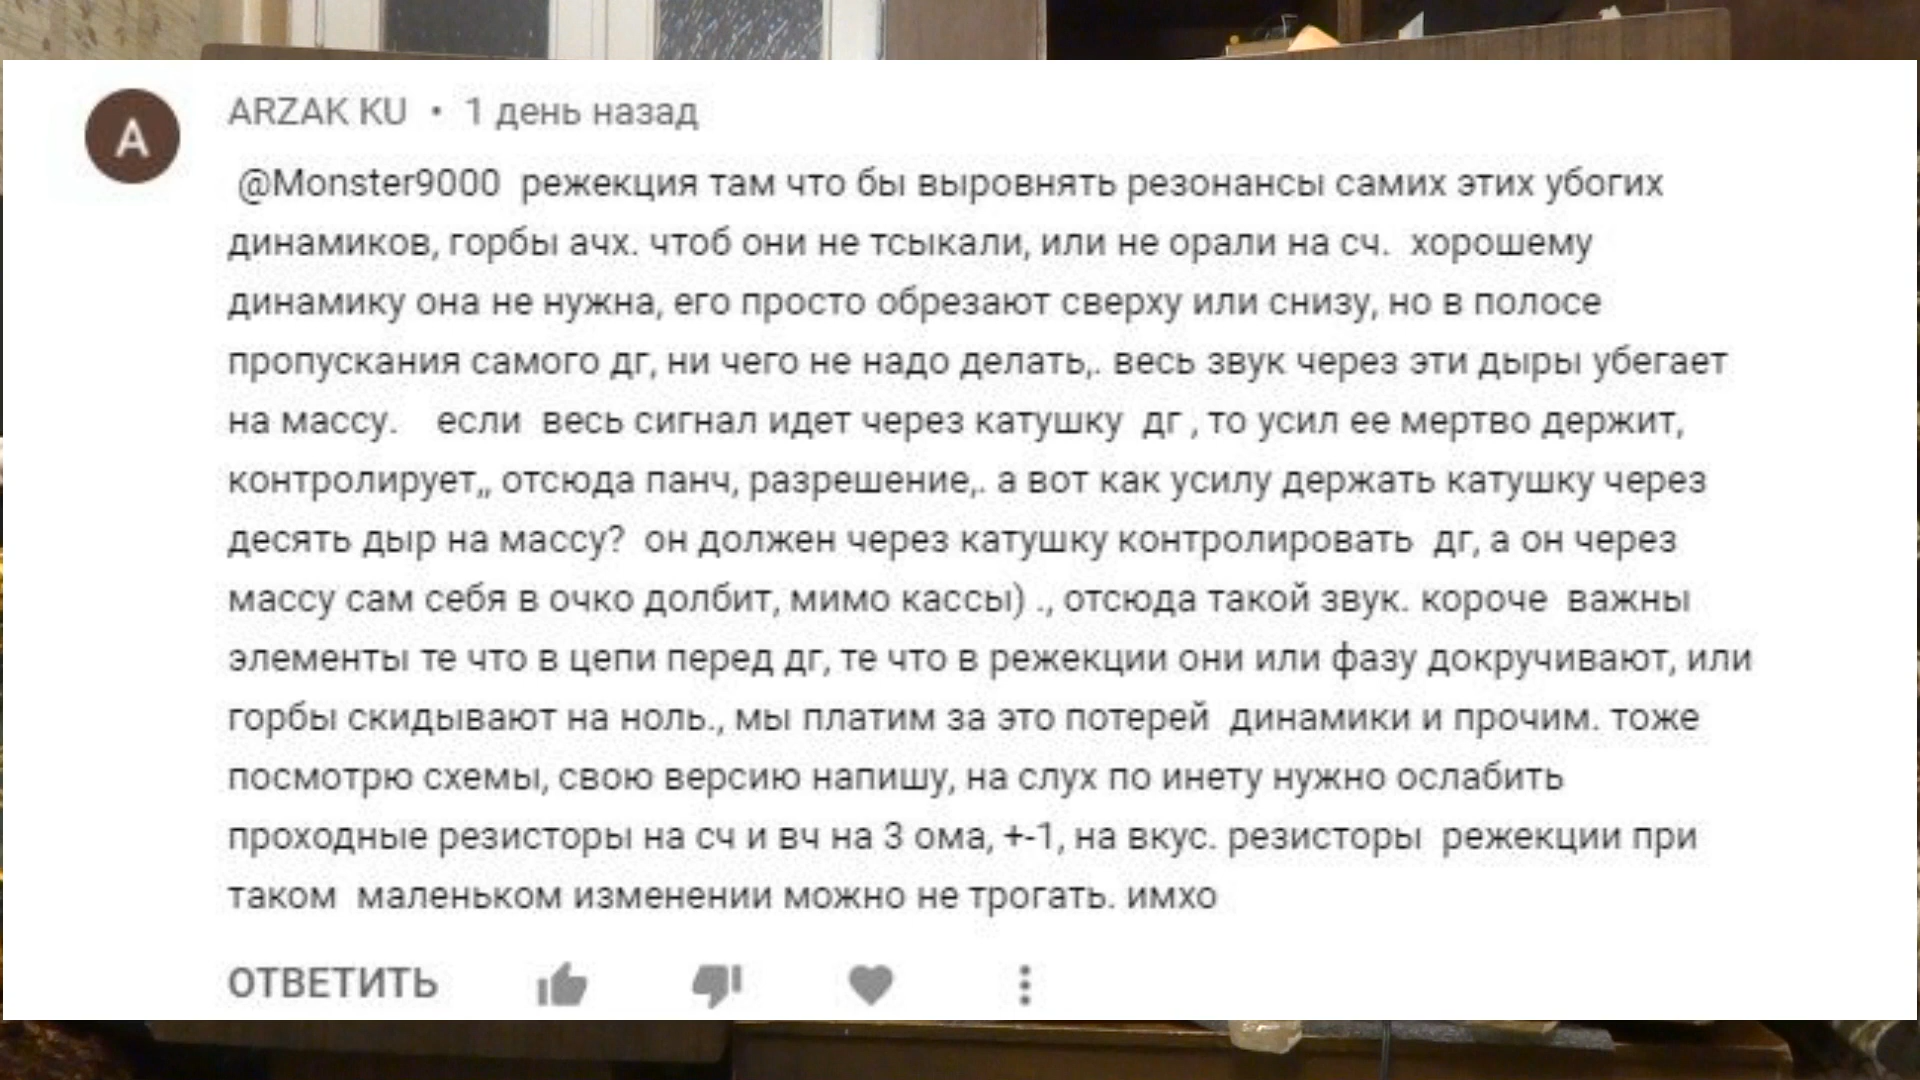 ARZAK KU • 1 день назад
@Monster9000 режекция там что бы выровнять резонансы самих этих убогих
динамиков, горбы ачх. чтоб они не тсыкали, или не орали на сч. хорошему
динамику она не нужна, его просто обрезают сверху или снизу, но в полосе
пропускания самого дг, ни чего не надо делать,. весь звук через эти дыры убегает
на массу. если весь сигнал идет через катушку дг , то усил ее мертво держит,
контролирует,, отсюда панч, разрешение,. а вот как усилу держать катушку через
десять дыр на массу? он должен через катушку контролировать дг, а он через
массу сам себя в очко долбит, мимо кассы) ., отсюда такой звук. короче важны
элементы те что в цепи перед дг, те что в режекции они или фазу докручивают, или
горбы скидывают на ноль., мы платим за это потерей динамики и прочим. тоже
посмотрю схемы, свою версию напишу, на слух по инету нужно ослабить
проходные резисторы на сч и вч на 3 ома, +-1, на вкус. резисторы режекции при
таком маленьком изменении можно не трогать. имхо
ОТВЕТИТЬ